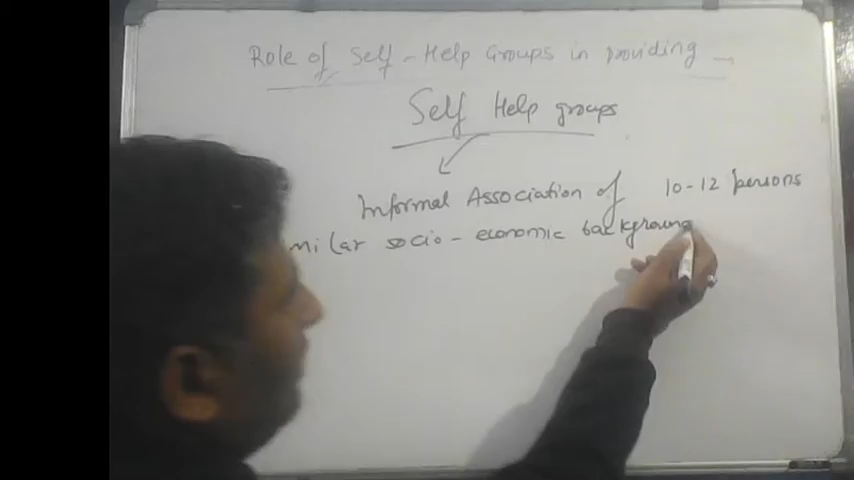 Role of Self-Help Groups in providing
Self Help groups
Informal Association of 10-12 persons
milar socio-economic background